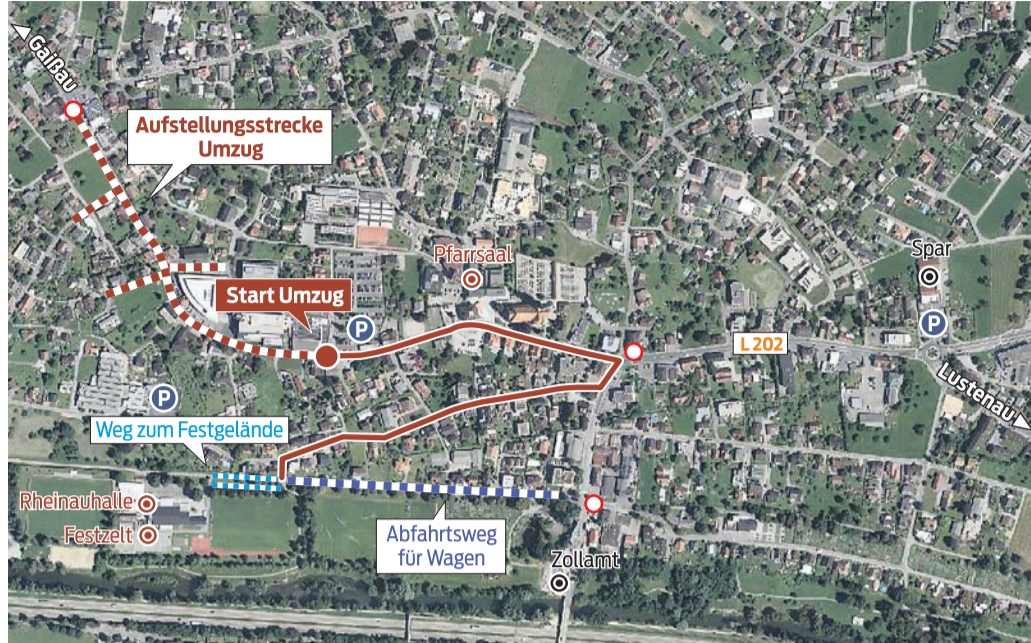 Gaißau
Aufstellungsstrecke
Umzug
Pfarrsaal
Spar
Start Umzug
P
P
L 202
Lustenau
P
Weg zum Festgelände
Rheinauhalle
Festzelt
Abfahrtsweg
für Wagen
Zollamt